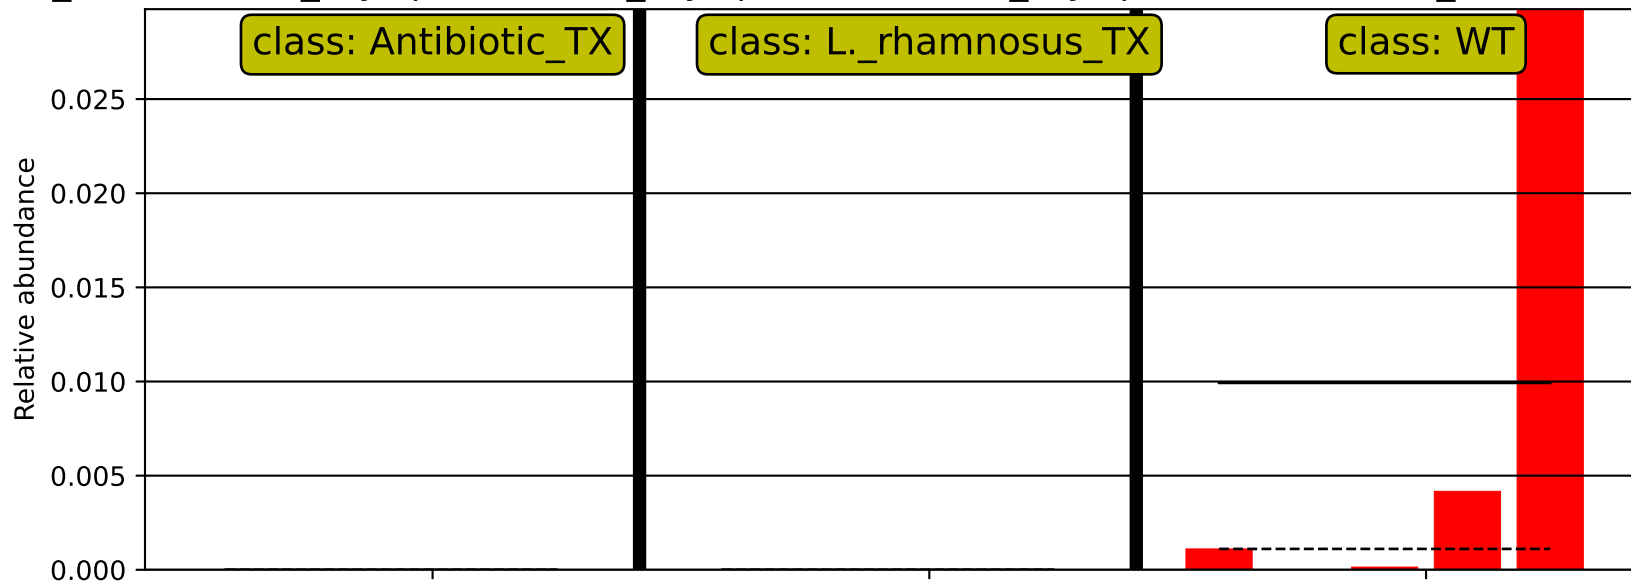 class: Antibiotic_TX
class: L._rhamnosus_TX
class: WT
Relative abundance
0.025
0.020
0.015
0.010
0.005
0.000